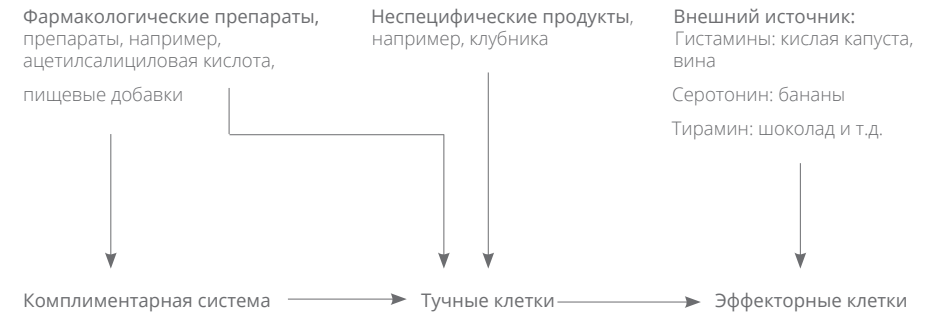 Фармакологические препараты,
препараты, например,
ацетилсалициловая кислота,
пищевые добавки
Неспецифические продукты,
например, клубника
Внешний источник:
Гистамины: кислая капуста,
вина
Серотонин: бананы
Тирамин: шоколад и т.д.
Комплиментарная система
Тучные клетки
Эффекторные клетки